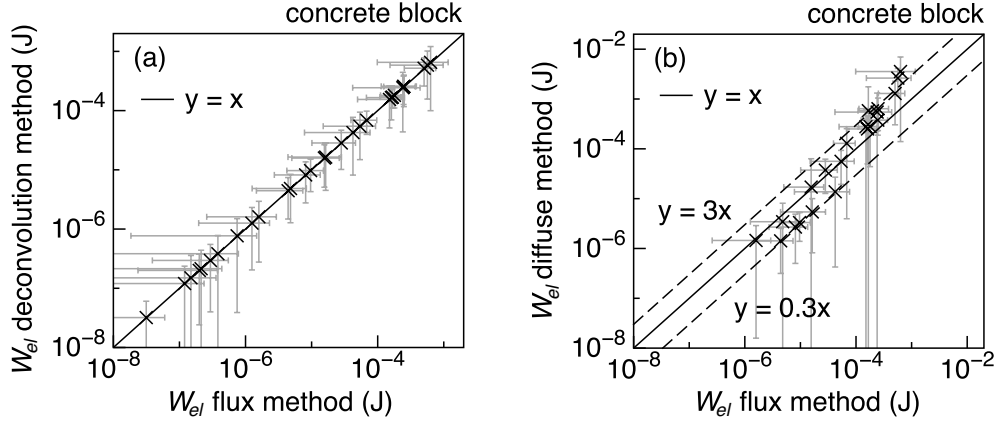 concrete block
(a)
y = x
W_el deconvolution method (J)
10⁻⁴
10⁻⁶
10⁻⁸
10⁻⁸
10⁻⁶
10⁻⁴
W_el flux method (J)
concrete block
(b)
y = x
y = 3x
y = 0.3x
W_el diffuse method (J)
10⁻²
10⁻⁴
10⁻⁶
10⁻⁸
10⁻⁸
10⁻⁶
10⁻⁴
10⁻²
W_el flux method (J)